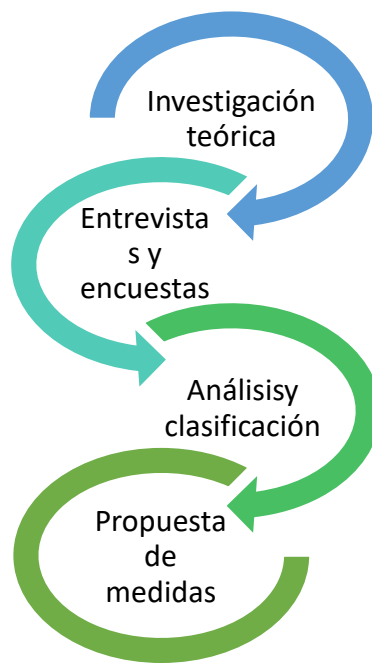 Investigación
teórica
Entrevista
s y
encuestas
Análisisy
clasificación
Propuesta
de
medidas